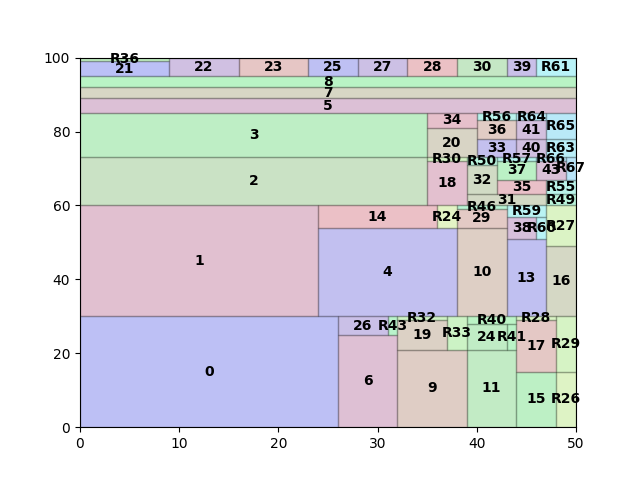 100
R36
21 22 23 25 27 28 30 39 R61
8
7
5
80
34 R56 R64
3 36 41 R65
20 33 40 R63
R30 R50 R57 R66
2 18 32 37 43 R67
35 R55
60 31 R49
R46
14 R24 29 R59
38 R60 R27
1 4 10 13 16
40
R32 R40 R28
26 R43 19 R33 24 R41 17 R29
20
0 6 9 11 15 R26
0
0 10 20 30 40 50